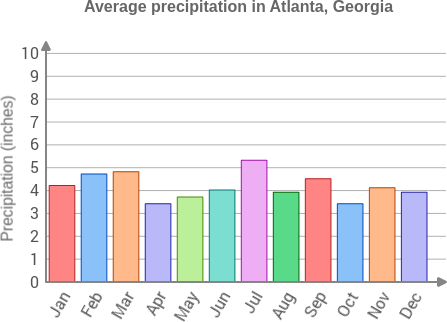 Average precipitation in Atlanta, Georgia
Precipitation (inches)
10
9
8
7
6
5
4
3
2
1
0
Jan
Feb
Mar
Apr
May
Jun
Jul
Aug
Sep
Oct
Nov
Dec